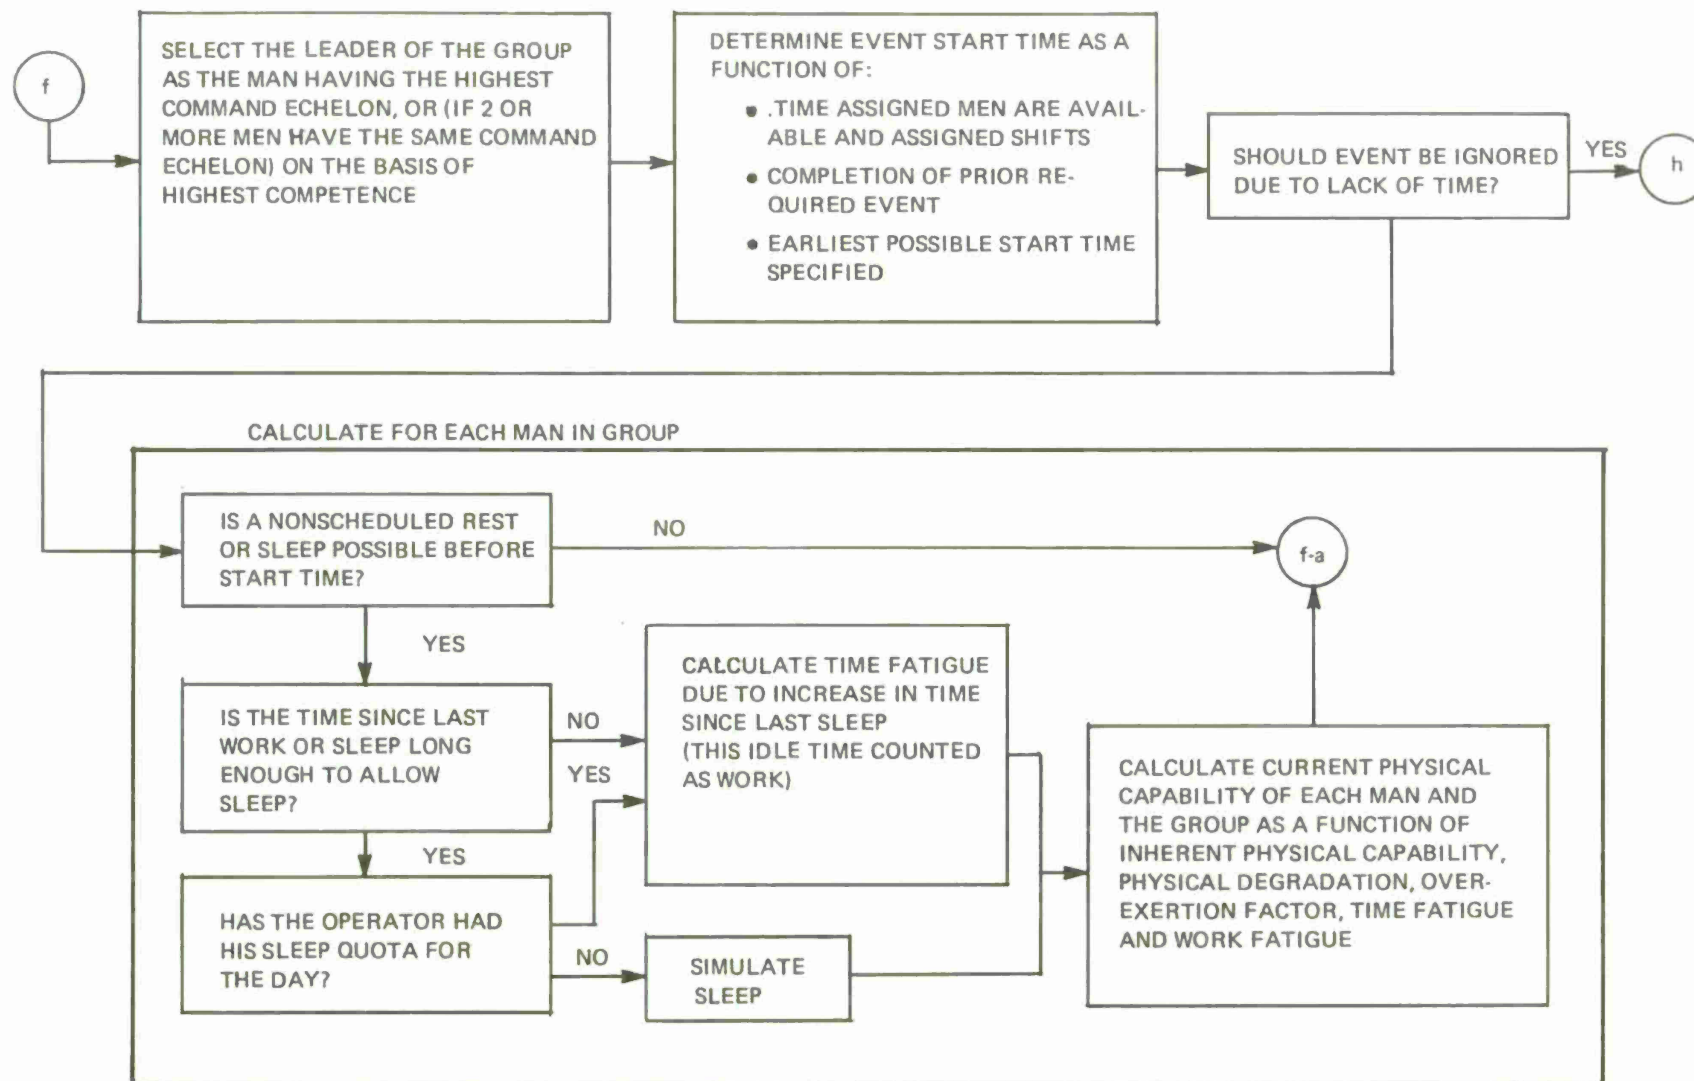 f
SELECT THE LEADER OF THE GROUP
AS THE MAN HAVING THE HIGHEST
COMMAND ECHELON, OR (IF 2 OR
MORE MEN HAVE THE SAME COMMAND
ECHELON) ON THE BASIS OF
HIGHEST COMPETENCE
DETERMINE EVENT START TIME AS A
FUNCTION OF:
• .TIME ASSIGNED MEN ARE AVAIL-
ABLE AND ASSIGNED SHIFTS
• COMPLETION OF PRIOR RE-
QUIRED EVENT
• EARLIEST POSSIBLE START TIME
SPECIFIED
SHOULD EVENT BE IGNORED
DUE TO LACK OF TIME?
YES
h
CALCULATE FOR EACH MAN IN GROUP
IS A NONSCHEDULED REST
OR SLEEP POSSIBLE BEFORE
START TIME?
NO
f-a
YES
IS THE TIME SINCE LAST
WORK OR SLEEP LONG
ENOUGH TO ALLOW
SLEEP?
NO
YES
YES
HAS THE OPERATOR HAD
HIS SLEEP QUOTA FOR
THE DAY?
NO
CALCULATE TIME FATIGUE
DUE TO INCREASE IN TIME
SINCE LAST SLEEP
(THIS IDLE TIME COUNTED
AS WORK)
SIMULATE
SLEEP
CALCULATE CURRENT PHYSICAL
CAPABILITY OF EACH MAN AND
THE GROUP AS A FUNCTION OF
INHERENT PHYSICAL CAPABILITY,
PHYSICAL DEGRADATION, OVER-
EXERTION FACTOR, TIME FATIGUE
AND WORK FATIGUE